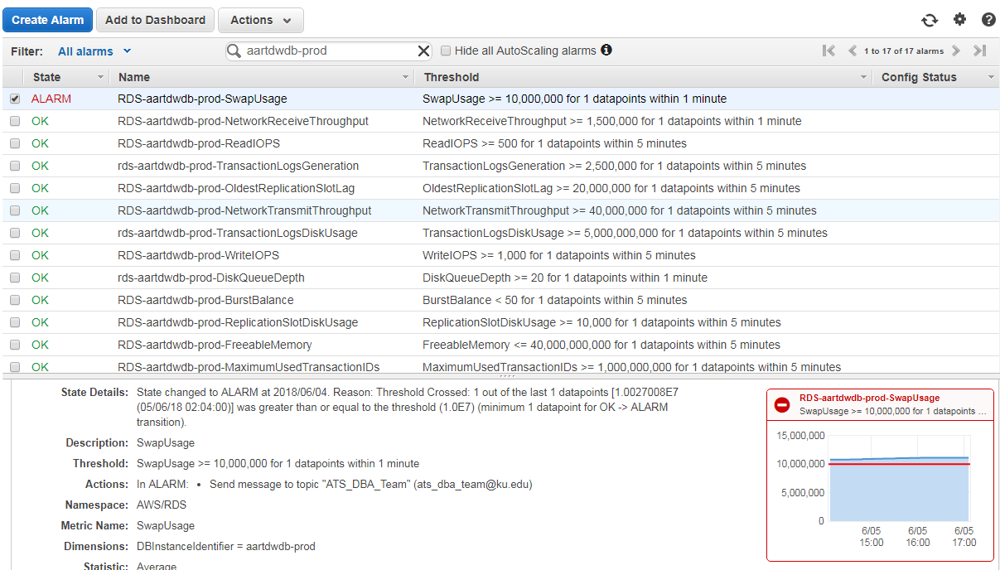 Create Alarm Add to Dashboard Actions
Filter: All alarms aartdwdb-prod Hide all AutoScaling alarms 1 to 17 of 17 alarms
State Name Threshold Config Status
ALARM RDS-aartdwdb-prod-SwapUsage SwapUsage >= 10,000,000 for 1 datapoints within 1 minute
OK RDS-aartdwdb-prod-NetworkReceiveThroughput NetworkReceiveThroughput >= 1,500,000 for 1 datapoints within 1 minute
OK RDS-aartdwdb-prod-ReadIOPS ReadIOPS >= 500 for 1 datapoints within 5 minutes
OK rds-aartdwdb-prod-TransactionLogsGeneration TransactionLogsGeneration >= 2,500,000 for 1 datapoints within 5 minutes
OK RDS-aartdwdb-prod-OldestReplicationSlotLag OldestReplicationSlotLag >= 20,000,000 for 1 datapoints within 5 minutes
OK RDS-aartdwdb-prod-NetworkTransmitThroughput NetworkTransmitThroughput >= 40,000,000 for 1 datapoints within 5 minutes
OK rds-aartdwdb-prod-TransactionLogsDiskUsage TransactionLogsDiskUsage >= 5,000,000,000 for 1 datapoints within 5 minutes
OK RDS-aartdwdb-prod-WriteIOPS WriteIOPS >= 1,000 for 1 datapoints within 5 minutes
OK rds-aartdwdb-prod-DiskQueueDepth DiskQueueDepth >= 20 for 1 datapoints within 1 minute
OK RDS-aartdwdb-prod-BurstBalance BurstBalance < 50 for 1 datapoints within 5 minutes
OK RDS-aartdwdb-prod-ReplicationSlotDiskUsage ReplicationSlotDiskUsage >= 10,000 for 1 datapoints within 5 minutes
OK RDS-aartdwdb-prod-FreeableMemory FreeableMemory <= 40,000,000,000 for 1 datapoints within 5 minutes
OK RDS-aartdwdb-prod-MaximumUsedTransactionIDs MaximumUsedTransactionIDs >= 1,000,000,000 for 1 datapoints within 5 minutes
State Details: State changed to ALARM at 2018/06/04. Reason: Threshold Crossed: 1 out of the last 1 datapoints [1.0027008E7
(05/06/18 02:04:00)] was greater than or equal to the threshold (1.0E7) (minimum 1 datapoint for OK -> ALARM
transition).
Description: SwapUsage
Threshold: SwapUsage >= 10,000,000 for 1 datapoints within 1 minute
Actions: In ALARM: • Send message to topic "ATS_DBA_Team" (ats_dba_team@ku.edu)
Namespace: AWS/RDS
Metric Name: SwapUsage
Dimensions: DBInstanceIdentifier = aartdwdb-prod
Statistic: Average
RDS-aartdwdb-prod-SwapUsage
SwapUsage >= 10,000,000 for 1 datapoints ...
15,000,000
10,000,000
5,000,000
0
6/05 6/05 6/05
15:00 16:00 17:00